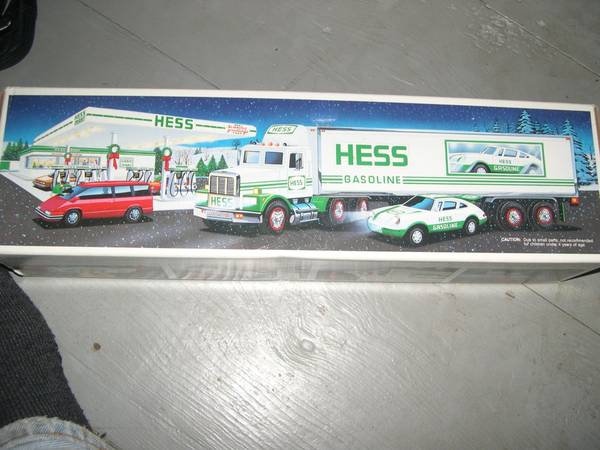 HESS
HESS
HESS
HESS
HESS
GASOLINE
HESS
GASOLINE
HESS
GASOLINE
CAUTION: Due to small parts, not recommended
for children under 4 years of age.